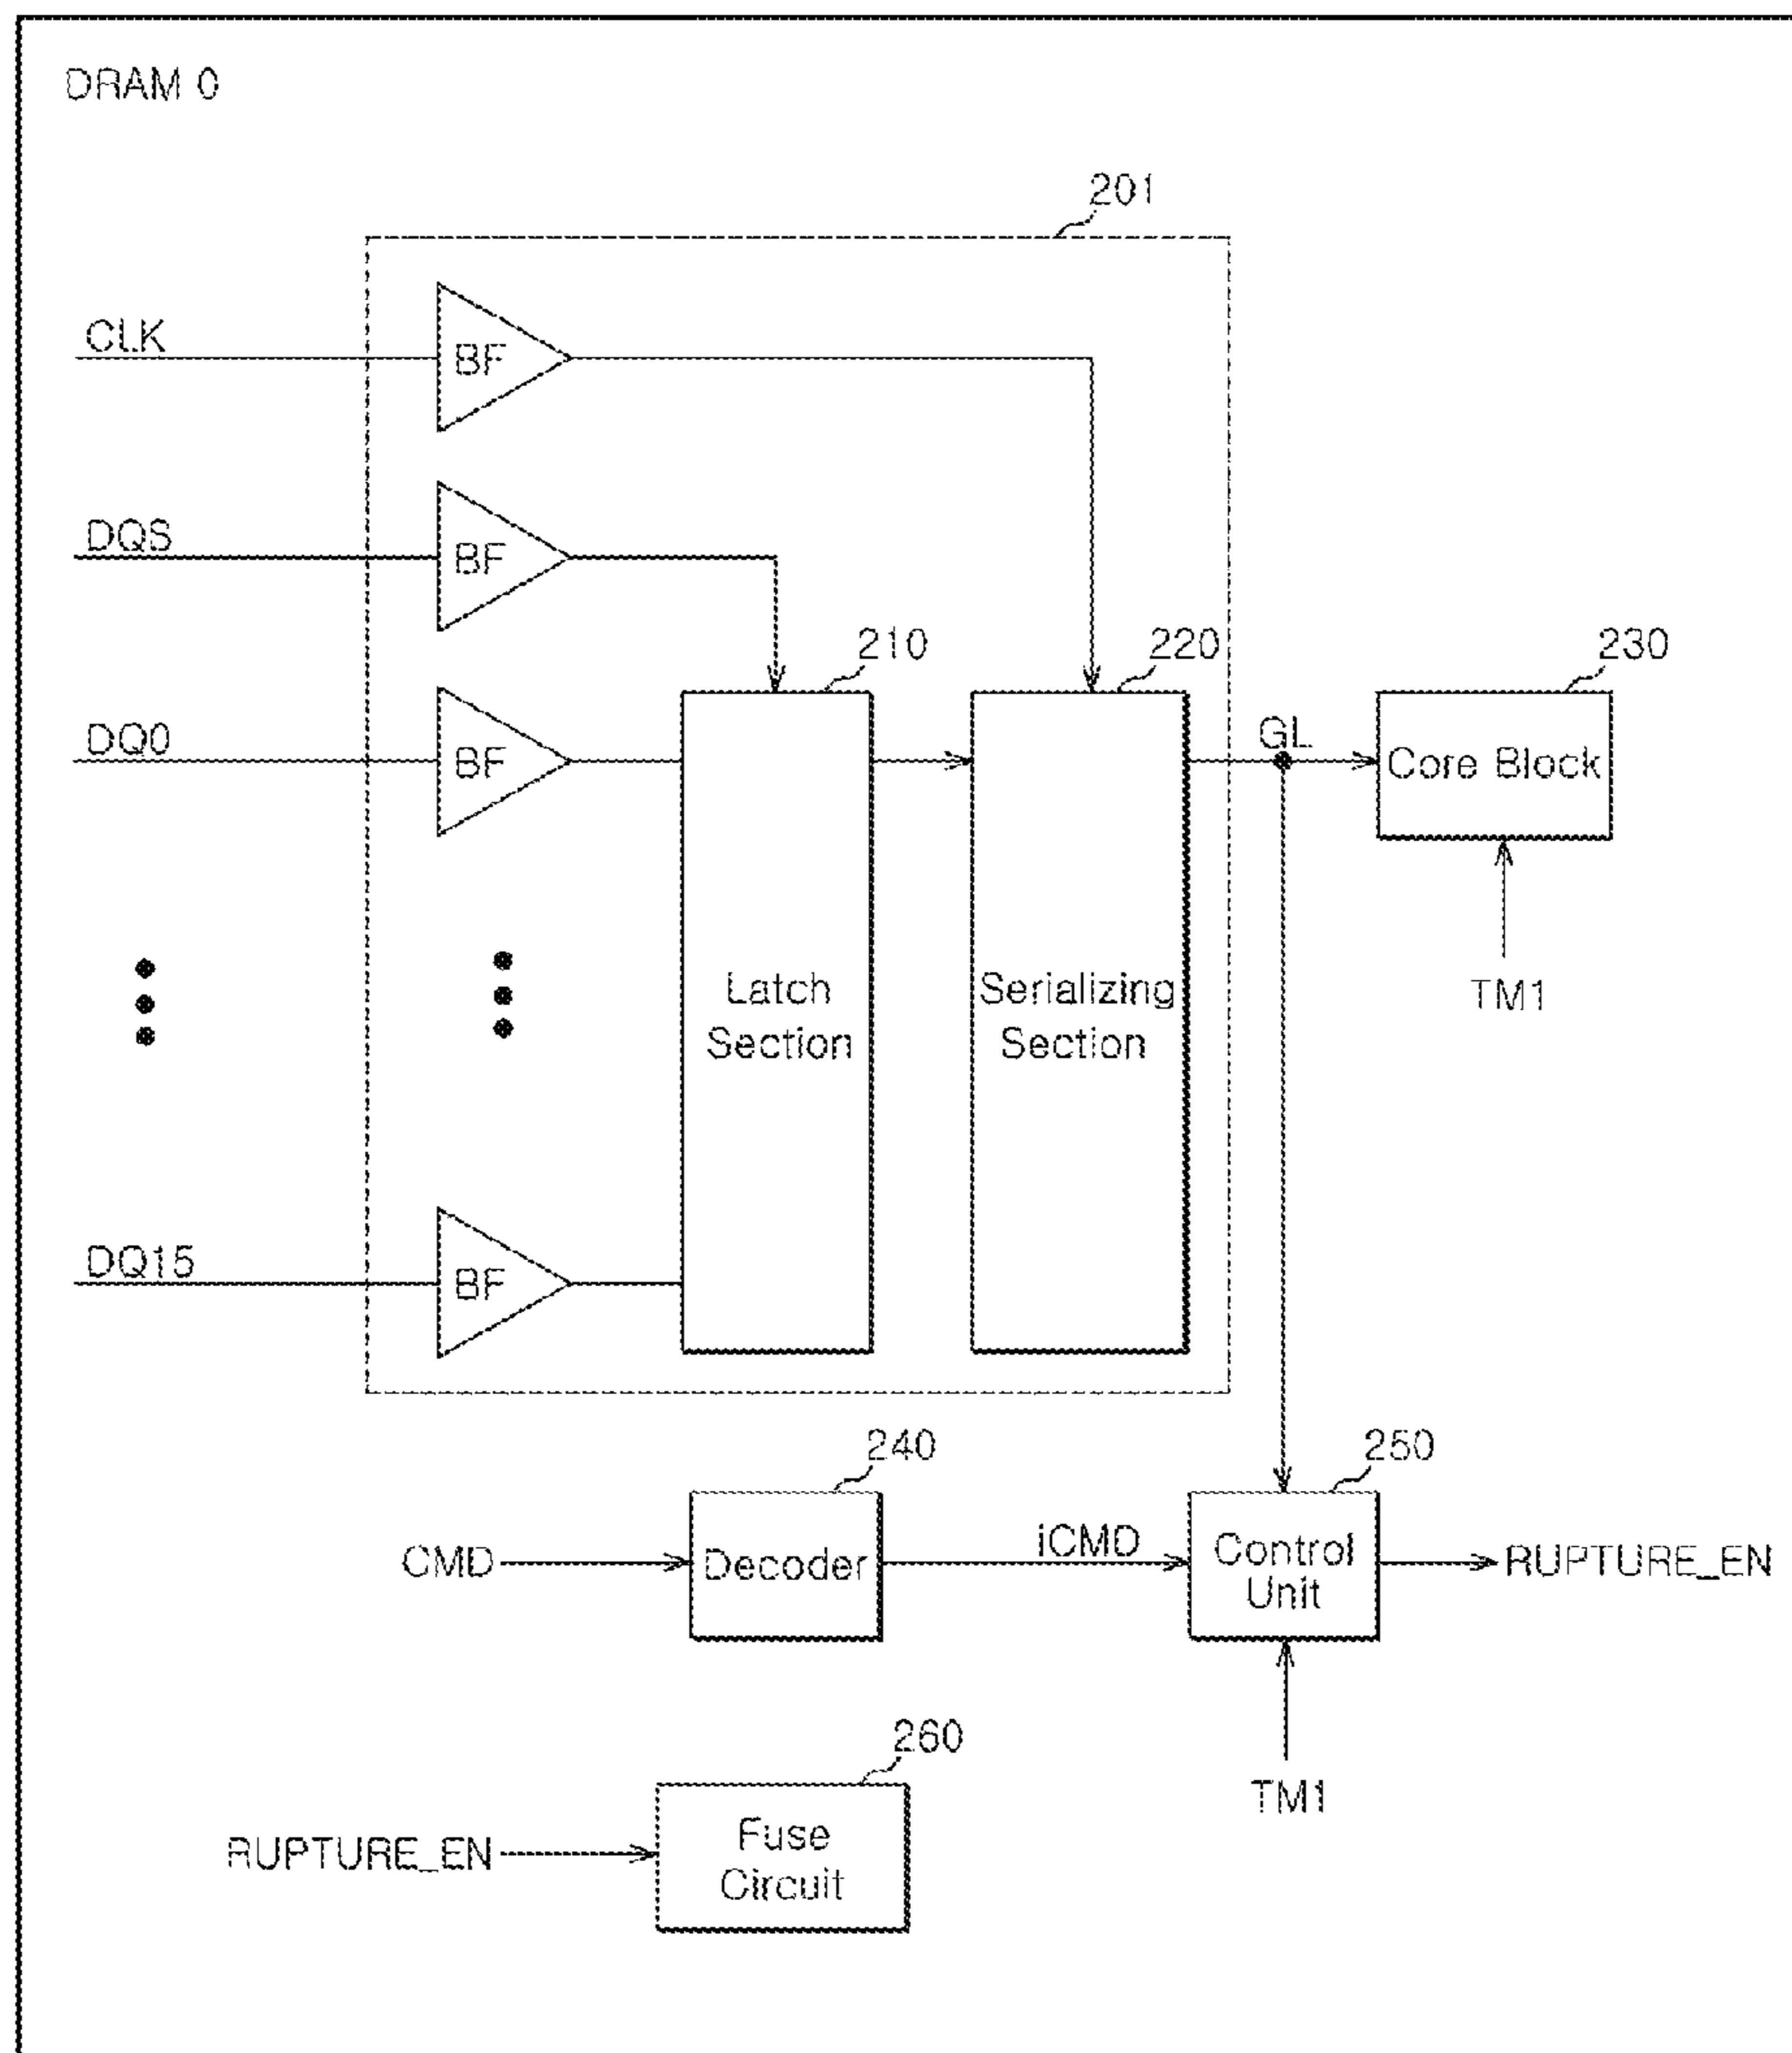 DRAM 0
201
CLK
BF
DQS
BF
210
220
230
DQ0
BF
GL
Core Block
Latch
Section
Serializing
Section
TM1
DQ15
BF
240
250
CMD
Decoder
iCMD
Control
Unit
RUPTURE_EN
260
TM1
RUPTURE_EN
Fuse
Circuit